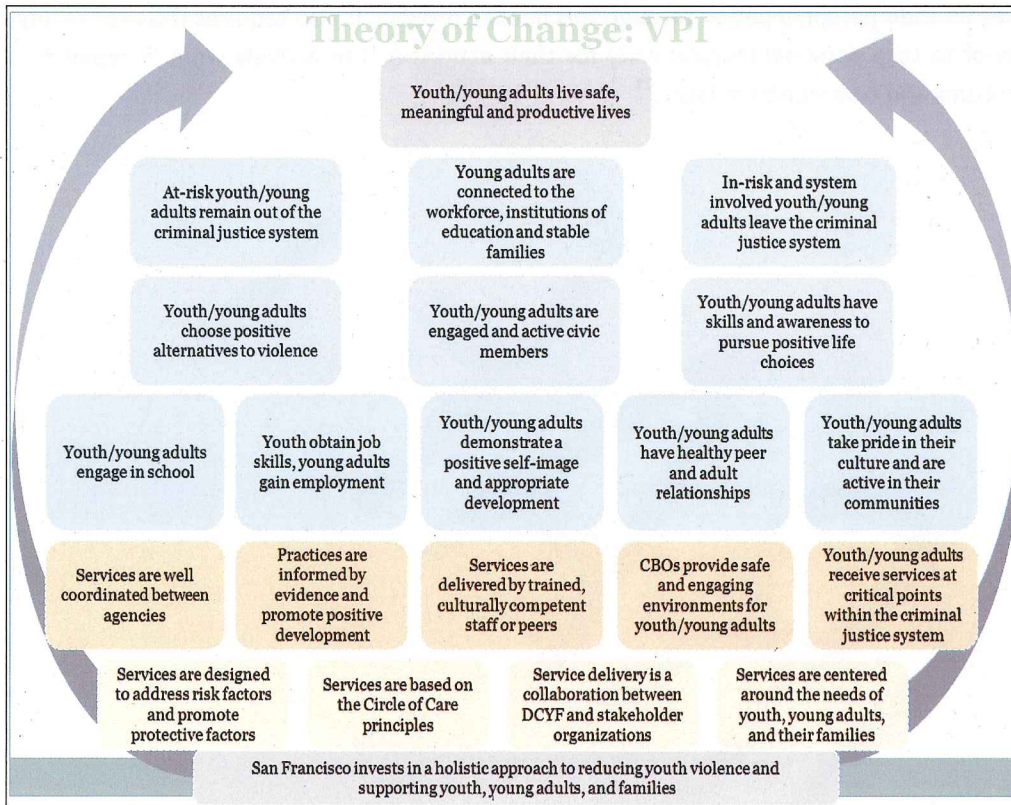 Theory of Change: VPI
Youth/young adults live safe,
meaningful and productive lives
At-risk youth/young
adults remain out of the
criminal justice system
Young adults are
connected to the
workforce, institutions of
education and stable
families
In-risk and system
involved youth/young
adults leave the criminal
justice system
Youth/young adults
choose positive
alternatives to violence
Youth/young adults are
engaged and active civic
members
Youth/young adults have
skills and awareness to
pursue positive life
choices
Youth/young adults
engage in school
Youth obtain job
skills, young adults
gain employment
Youth/young adults
demonstrate a
positive self-image
and appropriate
development
Youth/young adults
have healthy peer
and adult
relationships
Youth/young adults
take pride in their
culture and are
active in their
communities
Services are well
coordinated between
agencies
Practices are
informed by
evidence and
promote positive
development
Services are
delivered by trained,
culturally competent
staff or peers
CBOs provide safe
and engaging
environments for
youth/young adults
Youth/young adults
receive services at
critical points
within the criminal
justice system
Services are designed
to address risk factors
and promote
protective factors
Services are based on
the Circle of Care
principles
Service delivery is a
collaboration between
DCYF and stakeholder
organizations
Services are centered
around the needs of
youth, young adults,
and their families
San Francisco invests in a holistic approach to reducing youth violence and
supporting youth, young adults, and families